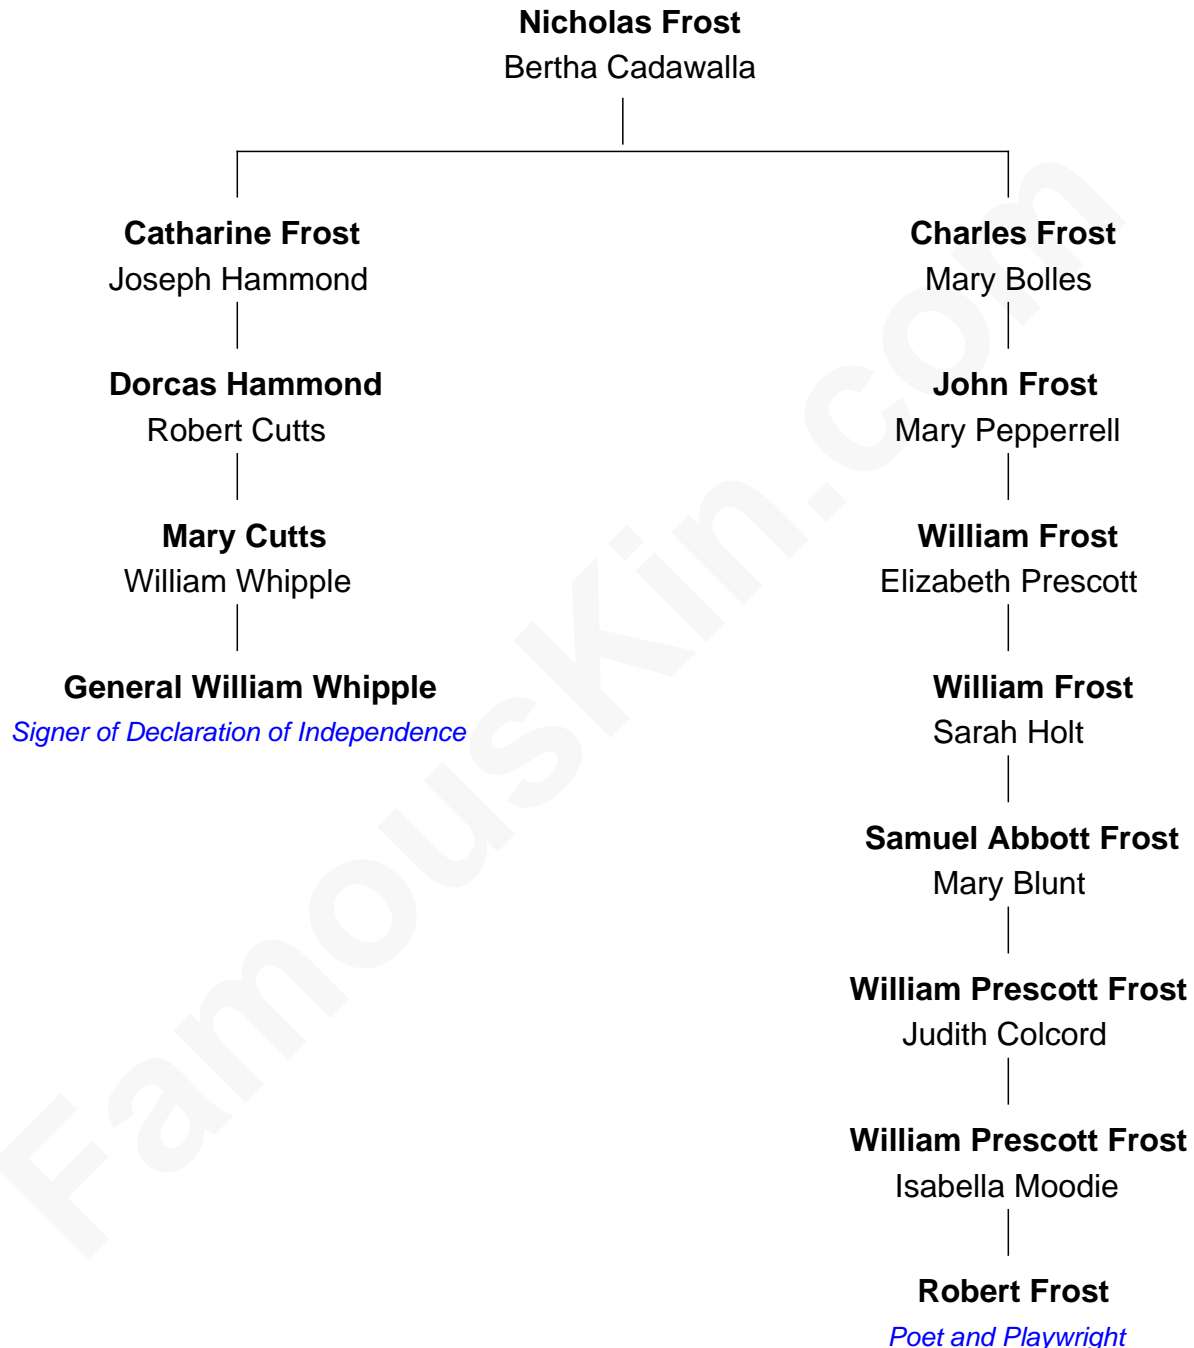 Nicholas Frost
Bertha Cadawalla
Catharine Frost
Joseph Hammond
Dorcas Hammond
Robert Cutts
Mary Cutts
William Whipple
General William Whipple
Signer of Declaration of Independence
Charles Frost
Mary Bolles
John Frost
Mary Pepperrell
William Frost
Elizabeth Prescott
William Frost
Sarah Holt
Samuel Abbott Frost
Mary Blunt
William Prescott Frost
Judith Colcord
William Prescott Frost
Isabella Moodie
Robert Frost
Poet and Playwright
FamousKin.com